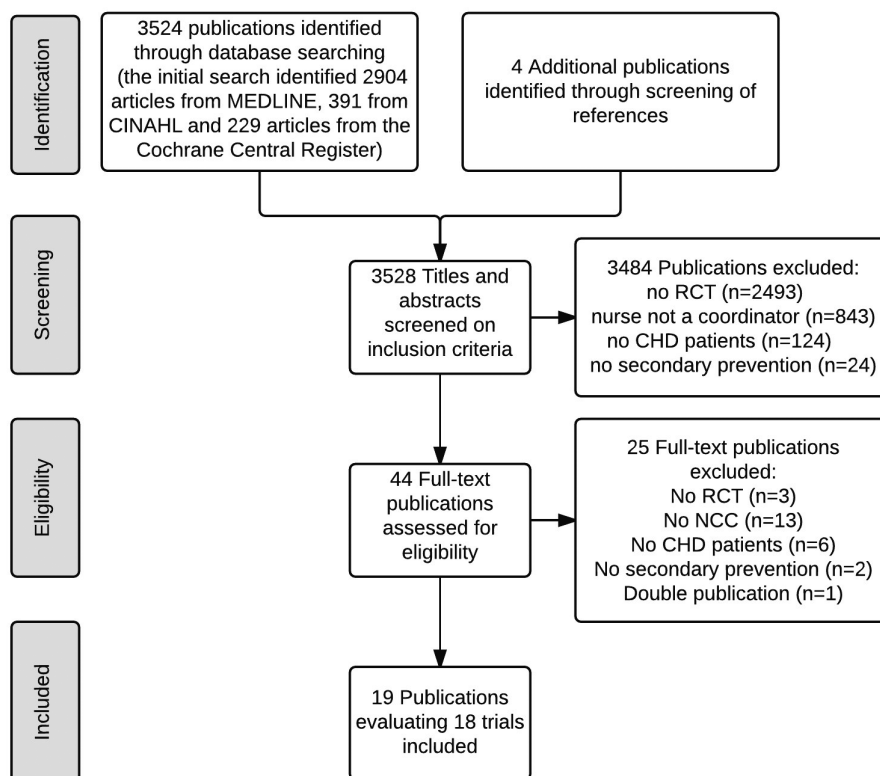 Identification
3524 publications identified
through database searching
(the initial search identified 2904
articles from MEDLINE, 391 from
CINAHL and 229 articles from the
Cochrane Central Register)
4 Additional publications
identified through screening of
references
Screening
3528 Titles and
abstracts
screened on
inclusion criteria
3484 Publications excluded:
no RCT (n=2493)
nurse not a coordinator (n=843)
no CHD patients (n=124)
no secondary prevention (n=24)
Eligibility
44 Full-text
publications
assessed for
eligibility
25 Full-text publications
excluded:
No RCT (n=3)
No NCC (n=13)
No CHD patients (n=6)
No secondary prevention (n=2)
Double publication (n=1)
Included
19 Publications
evaluating 18 trials
included